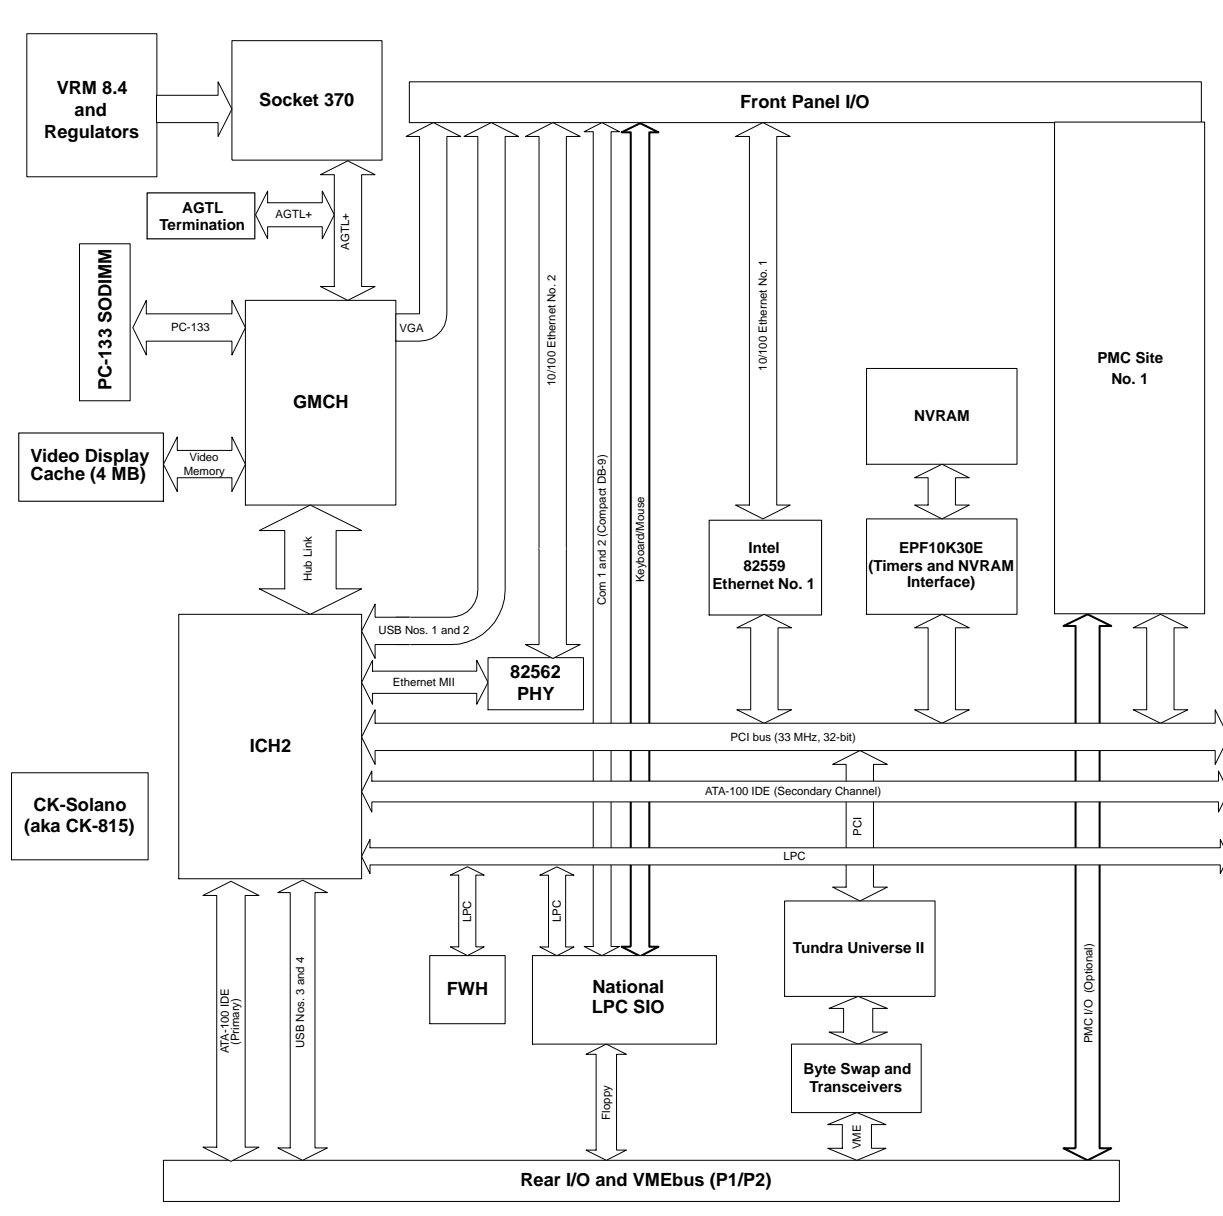 VRM 8.4
and
Regulators
Socket 370
Front Panel I/O
AGTL
Termination
AGTL+
AGTL+
PC-133 SODIMM
PC-133
VGA
GMCH
Video Display
Cache (4 MB)
Video
Memory
Hub Link
10/100 Ethernet No. 2
Com 1 and 2 (Compact DB-9)
Keyboard/Mouse
10/100 Ethernet No. 1
PMC Site
No. 1
NVRAM
Intel
82559
Ethernet No. 1
EPF10K30E
(Timers and NVRAM
Interface)
USB Nos. 1 and 2
Ethernet MII
82562
PHY
ICH2
PCI bus (33 MHz, 32-bit)
ATA-100 IDE (Secondary Channel)
PCI
LPC
CK-Solano
(aka CK-815)
LPC
LPC
FWH
National
LPC SIO
Tundra Universe II
ATA-100 IDE
(Primary)
USB Nos. 3 and 4
Floppy
Byte Swap and
Transceivers
VME
PMC I/O (Optional)
Rear I/O and VMEbus (P1/P2)